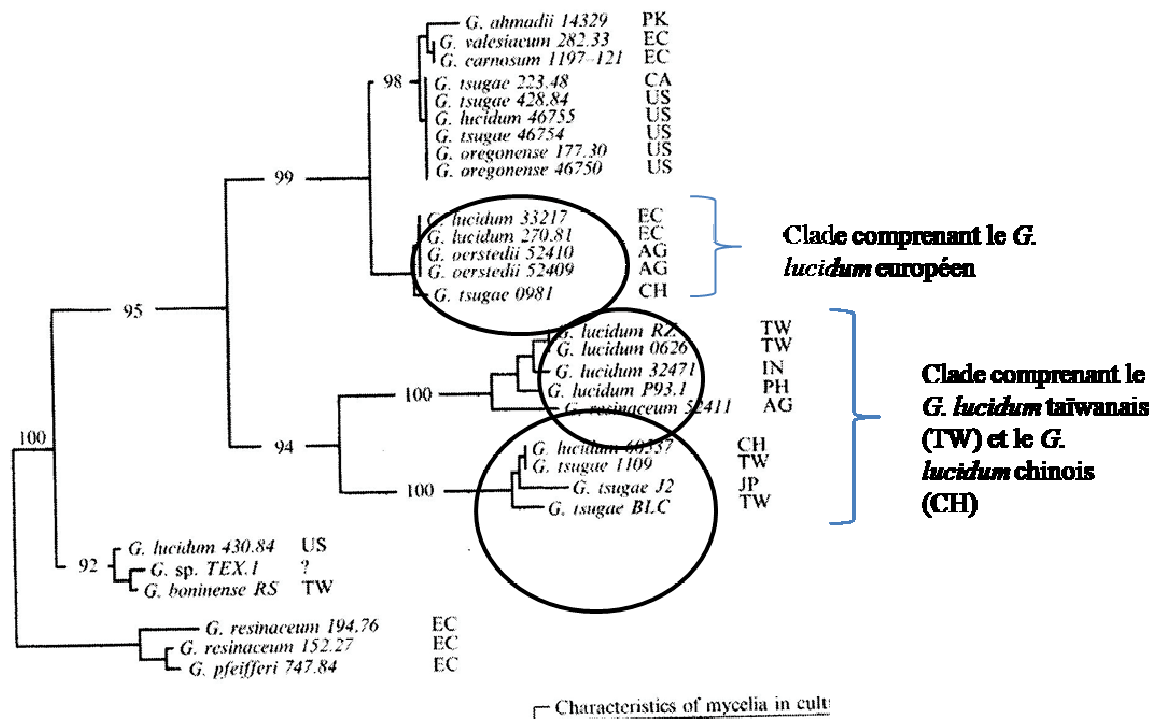 G. ahmadii 14329 PK
G. valesiacum 282.33 EC
G. carnosum 1197-121 EC
98
G. tsugae 223.48 CA
G. tsugae 428.84 US
G. lucidum 46755 US
G. tsugae 46754 US
G. oregonense 177.30 US
G. oregonense 46750 US
99
G. lucidum 33217 EC
G. lucidum 270.81 EC
G. oerstedii 52410 AG
G. oerstedii 52409 AG
G. tsugae 0981 CH
Clade comprenant le G.
lucidum européen
95
G. lucidum RZ TW
G. lucidum 0626 TW
G. lucidum 32471 IN
G. lucidum P93.1 PH
G. resinaceum 52411 AG
100
Clade comprenant le
G. lucidum taïwanais
(TW) et le G.
lucidum chinois
(CH)
94
G. lucidum 60537 CH
G. tsugae 1109 TW
G. tsugae J2 JP
G. tsugae BLC TW
100
100
G. lucidum 430.84 US
92
G. sp. TEX.1 ?
G. boninense RS TW
G. resinaceum 194.76 EC
G. resinaceum 152.27 EC
G. pfeifferi 747.84 EC
Characteristics of mycelia in cult